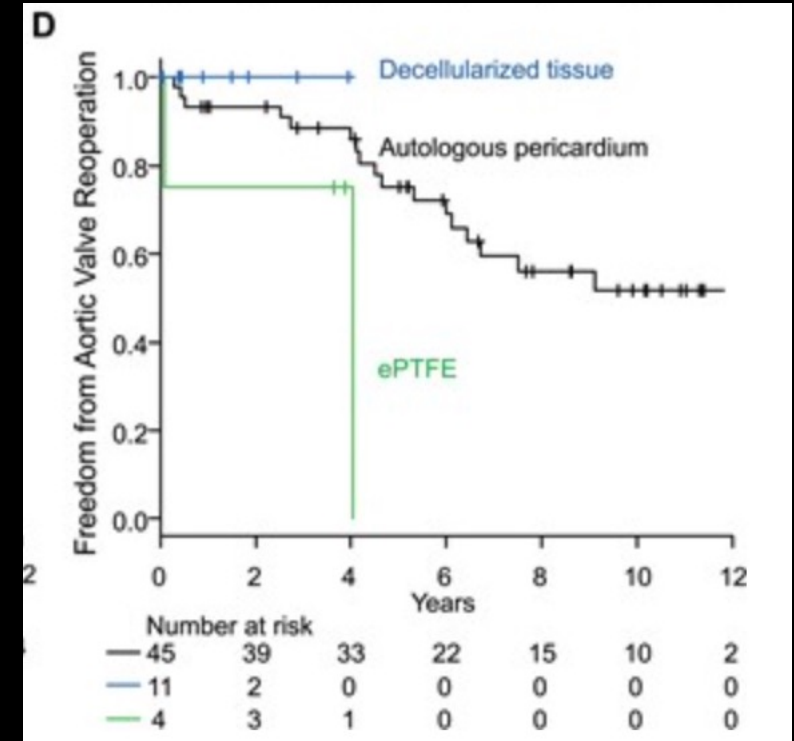 D
Freedom from Aortic Valve Reoperation
1.0
0.8
0.6
0.4
0.2
0.0
Decellularized tissue
Autologous pericardium
ePTFE
2
0 2 4 6 8 10 12
Years
Number at risk
45 39 33 22 15 10 2
11 2 0 0 0 0 0
4 3 1 0 0 0 0